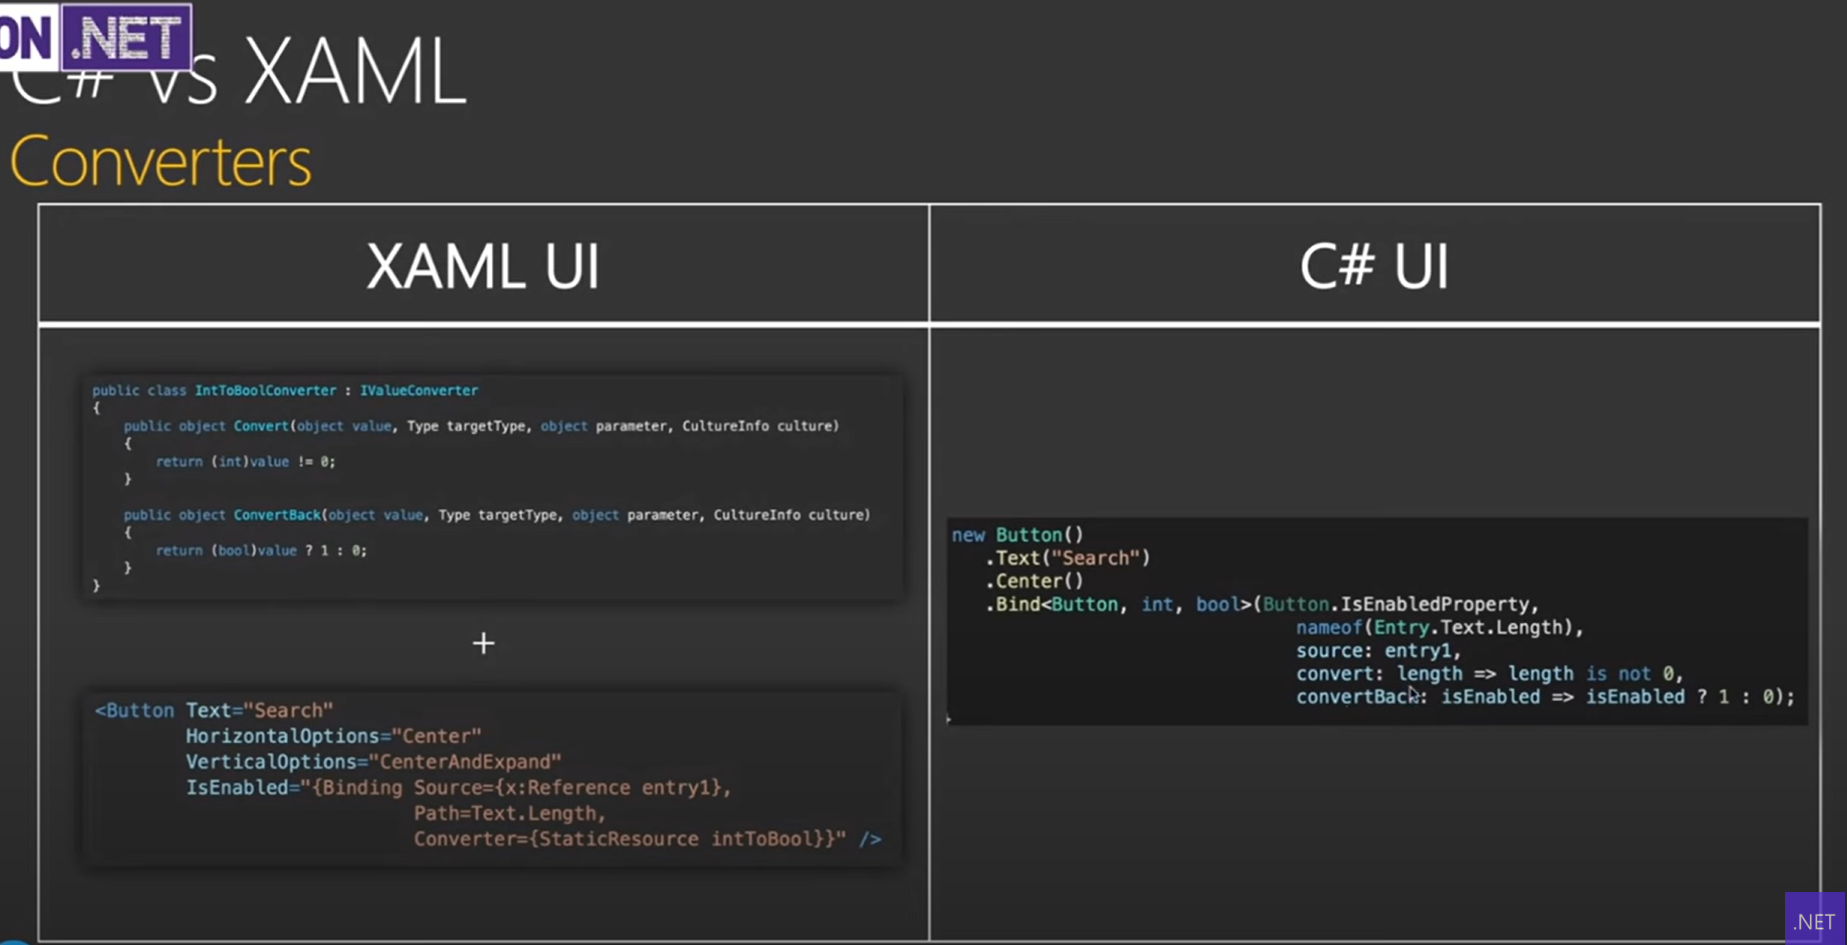 ON .NET
C# vs XAML
Converters
XAML UI
C# UI
public class IntToBoolConverter : IValueConverter
{
public object Convert(object value, Type targetType, object parameter, CultureInfo culture)
{
return (int)value != 0;
}
public object ConvertBack(object value, Type targetType, object parameter, CultureInfo culture)
{
return (bool)value ? 1 : 0;
}
}
+
<Button Text="Search"
HorizontalOptions="Center"
VerticalOptions="CenterAndExpand"
IsEnabled="{Binding Source={x:Reference entry1},
Path=Text.Length,
Converter={StaticResource intToBool}}" />
new Button()
.Text("Search")
.Center()
.Bind<Button, int, bool>(Button.IsEnabledProperty,
nameof(Entry.Text.Length),
source: entry1,
convert: length => length is not 0,
convertBack: isEnabled => isEnabled ? 1 : 0);
.NET